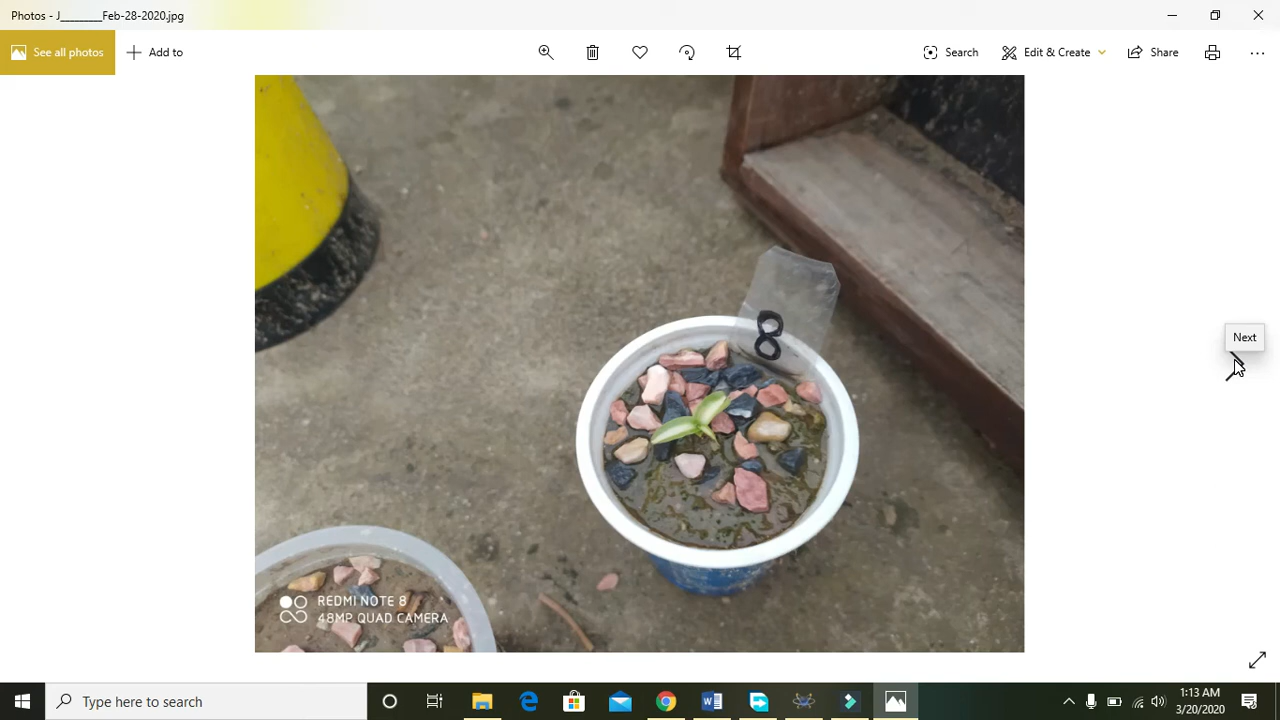 Photos - J_________Feb-28-2020.jpg
See all photos
Add to
Search
Edit & Create
Share
Next
8
REDMI NOTE 8
48MP QUAD CAMERA
Type here to search
1:13 AM
3/20/2020